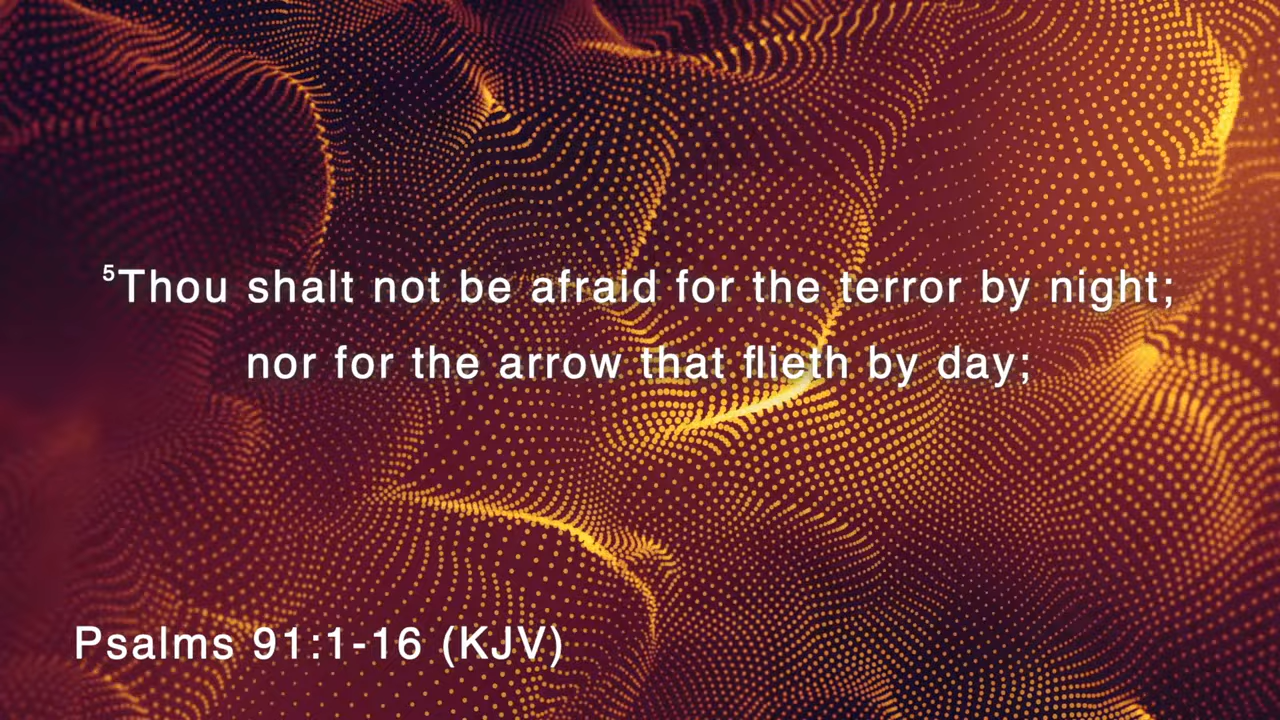 ⁵Thou shalt not be afraid for the terror by night;
nor for the arrow that flieth by day;
Psalms 91:1-16 (KJV)